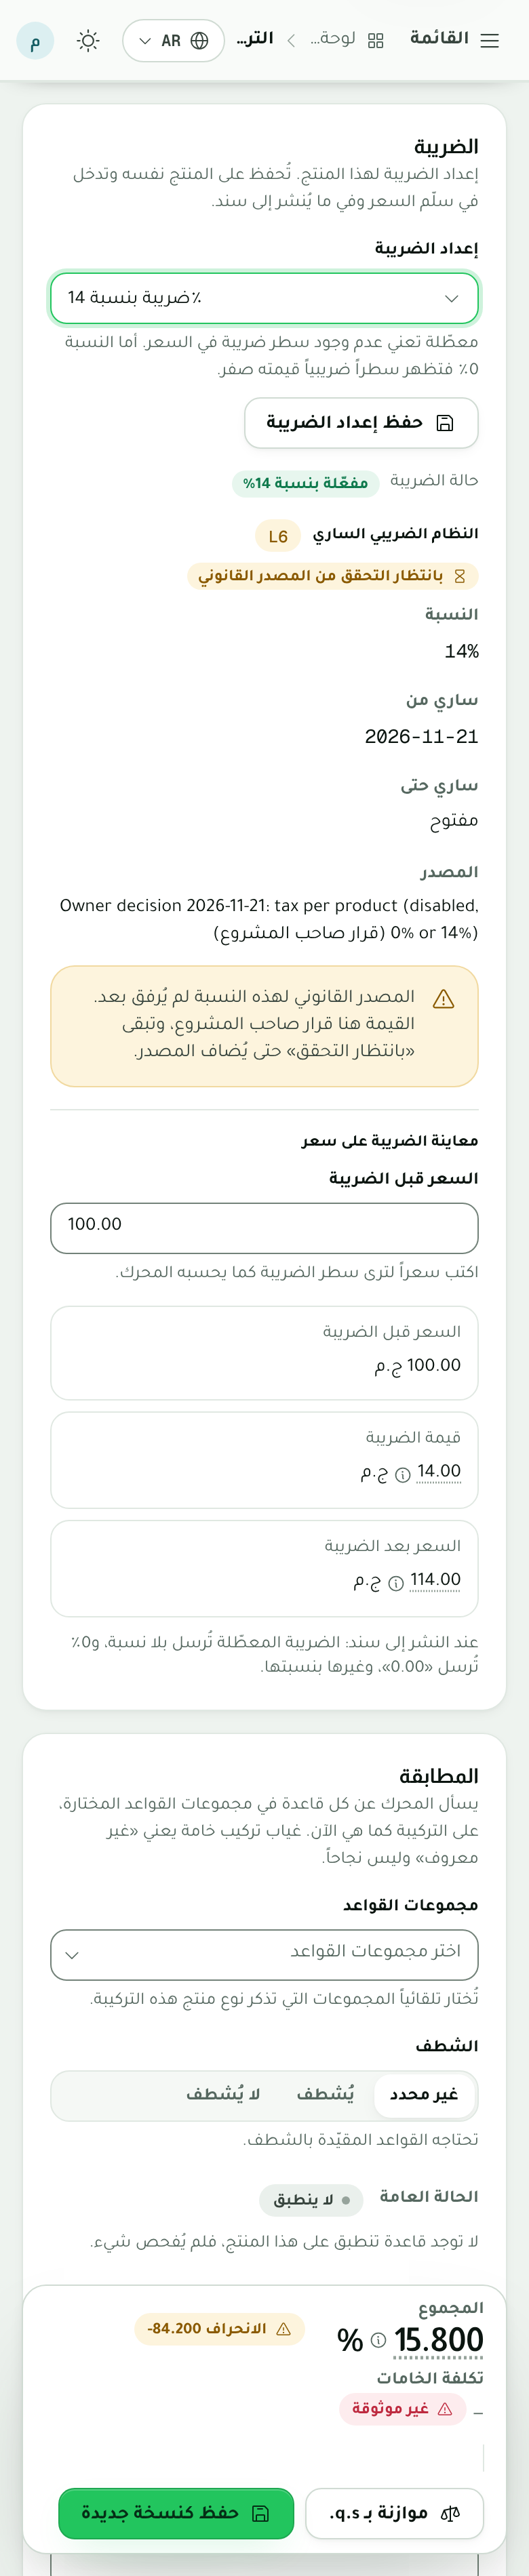 القائمة
لوحة...
التر...
AR
م
الضريبة
إعداد الضريبة لهذا المنتج. تُحفظ على المنتج نفسه وتدخل
في سلّم السعر وفي ما يُنشر إلى سند.
إعداد الضريبة
ضريبة بنسبة 14٪
معطّلة تعني عدم وجود سطر ضريبة في السعر. أما النسبة
0٪ فتظهر سطراً ضريبياً قيمته صفر.
حفظ إعداد الضريبة
حالة الضريبة
مفعّلة بنسبة 14%
النظام الضريبي الساري
L6
بانتظار التحقق من المصدر القانوني
النسبة
14%
ساري من
2026-11-21
ساري حتى
مفتوح
المصدر
Owner decision 2026-11-21: tax per product (disabled,
0% or 14%) (قرار صاحب المشروع)
المصدر القانوني لهذه النسبة لم يُرفق بعد.
القيمة هنا قرار صاحب المشروع، وتبقى
«بانتظار التحقق» حتى يُضاف المصدر.
معاينة الضريبة على سعر
السعر قبل الضريبة
100.00
اكتب سعراً لترى سطر الضريبة كما يحسبه المحرك.
السعر قبل الضريبة
100.00 ج.م
قيمة الضريبة
14.00 ج.م
السعر بعد الضريبة
114.00 ج.م
عند النشر إلى سند: الضريبة المعطّلة تُرسل بلا نسبة، و0٪
تُرسل «0.00»، وغيرها بنسبتها.
المطابقة
يسأل المحرك عن كل قاعدة في مجموعات القواعد المختارة،
على التركيبة كما هي الآن. غياب تركيب خامة يعني «غير
معروف» وليس نجاحاً.
مجموعات القواعد
اختر مجموعات القواعد
تُختار تلقائياً المجموعات التي تذكر نوع منتج هذه التركيبة.
الشطف
غير محدد
يُشطف
لا يُشطف
تحتاجه القواعد المقيّدة بالشطف.
الحالة العامة
لا ينطبق
لا توجد قاعدة تنطبق على هذا المنتج، فلم يُفحص شيء.
المجموع
15.800 %
الانحراف 84.200-
تكلفة الخامات
–
غير موثوقة
موازنة بـ q.s.
حفظ كنسخة جديدة